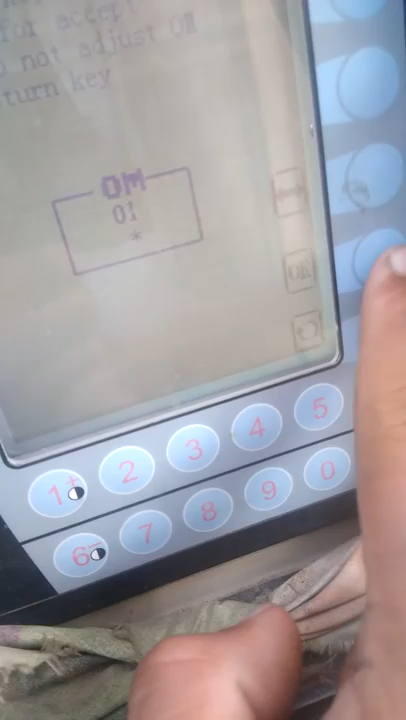 for accept
not adjust OM
turn key
OM
01
*
OK
1 2 3 4 5
6 7 8 9 0